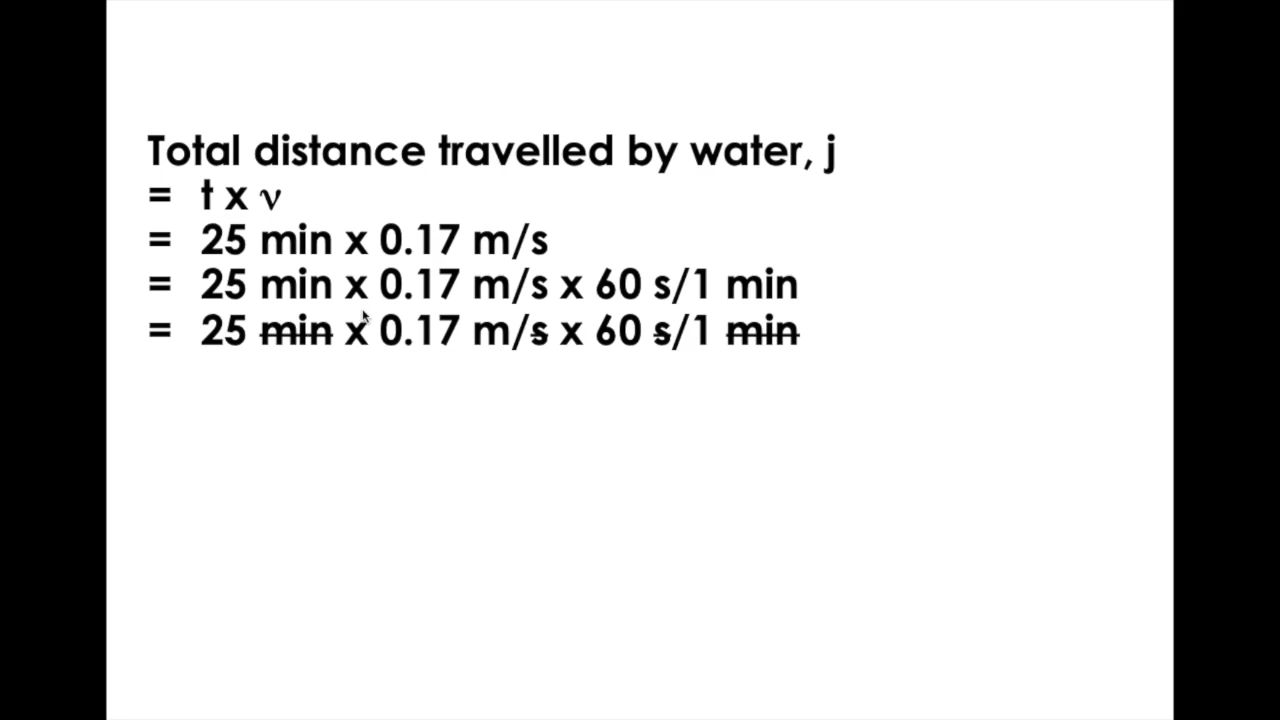 Total distance travelled by water, j
= t x ν
= 25 min x 0.17 m/s
= 25 min x 0.17 m/s x 60 s/1 min
= 25 min x 0.17 m/s x 60 s/1 min